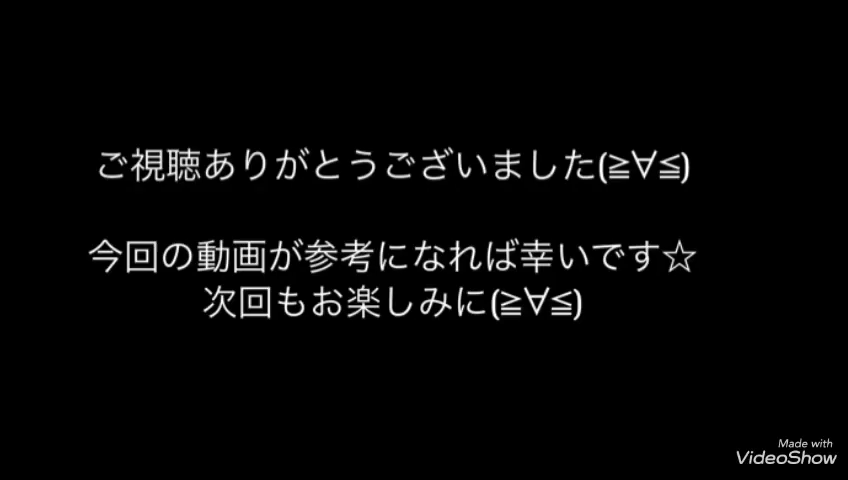 ご視聴ありがとうございました(≧∀≦)
今回の動画が参考になれば幸いです☆
次回もお楽しみに(≧∀≦)
Made with
VideoShow